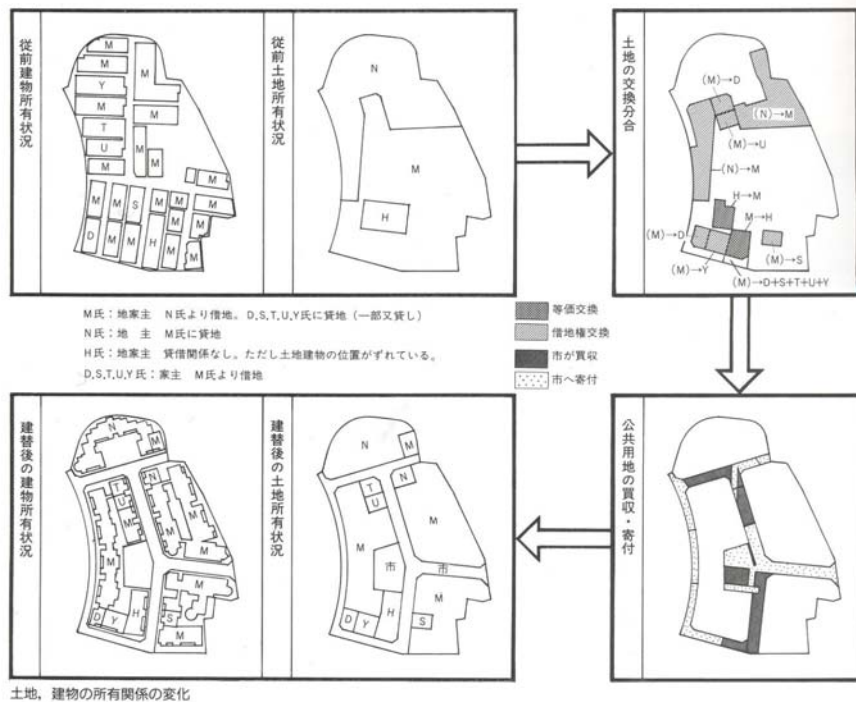 従前建物所有状況
M
M
Y
M
T
U
M
M
M
M
M
M
M
S
M
M
M
M
D
M
M
H
M
M
M
従前土地所有状況
N
M
H
土地の交換分合
(M)→D
(N)→M
(M)→U
(N)→M
H→M
M→H
(M)→D
(M)→Y
(M)→S
(M)→D+S+T+U+Y
M氏:地家主 N氏より借地。D,S,T,U,Y氏に貸地(一部又貸し)
N氏:地 主 M氏に貸地
H氏:地家主 貸借関係なし。ただし土地建物の位置がずれている。
D,S,T,U,Y氏:家主 M氏より借地
等価交換
借地権交換
市が買収
市へ寄付
建替後の建物所有状況
N
M
T
N
U
M
M
M
M
M
M
H
S
D
Y
M
建替後の土地所有状況
N
M
T
N
U
M
M
市
市
M
H
S
D
Y
公共用地の買収・寄付
土地,建物の所有関係の変化